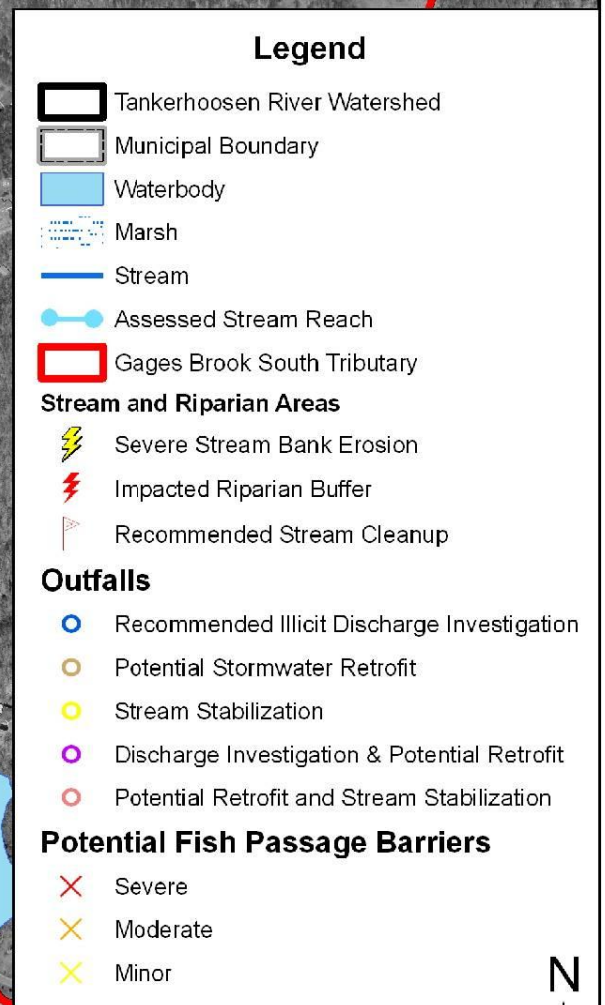 Legend
Tankerhoosen River Watershed
Municipal Boundary
Waterbody
Marsh
Stream
Assessed Stream Reach
Gages Brook South Tributary
Stream and Riparian Areas
Severe Stream Bank Erosion
Impacted Riparian Buffer
Recommended Stream Cleanup
Outfalls
Recommended Illicit Discharge Investigation
Potential Stormwater Retrofit
Stream Stabilization
Discharge Investigation & Potential Retrofit
Potential Retrofit and Stream Stabilization
Potential Fish Passage Barriers
Severe
Moderate
Minor
N